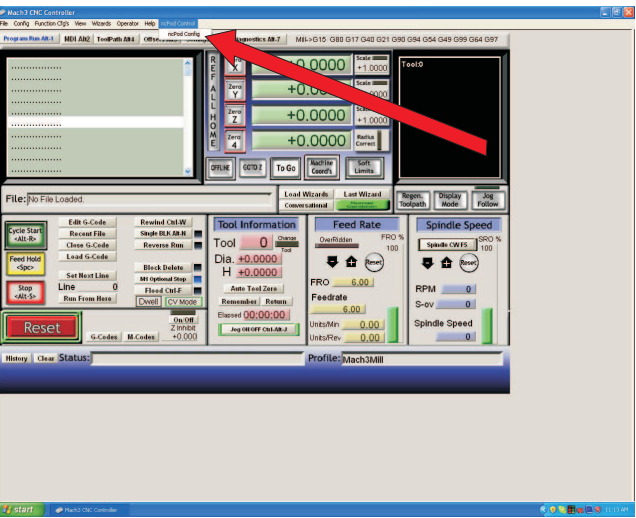 Mach3 CNC Controller
File Config Function Cfg's View Wizards Operator Help ncPod Control
ncPod Config
Program Run Alt-1 MDI Alt2 ToolPath Alt4 Alt-7 Mill->G15 G80 G17 G40 G21 G90 G94 G54 G49 G99 G64 G97
REF ALL HOME
X +0.0000 Scale +1.0000
Zero Y +0.0000
Zero Z +0.0000 +1.0000
Zero 4 +0.0000 Radius Correct
OFFLINE GOTO Z To Go Machine Coord's Soft Limits
Tool:0
File: No File Loaded.
Load Wizards Last Wizard
Conversational
Regen. Toolpath Display Mode Jog Follow
Cycle Start <Alt-R>
Feed Hold <Spc>
Stop <Alt-S>
Edit G-Code Rewind Ctrl-W
Recent File Single BLK Alt-N
Close G-Code Reverse Run
Load G-Code
Block Delete
Set Next Line M1 Optional Stop
Line 0 Flood Ctrl-F
Run From Here Dwell CV Mode
Reset
On/Off
Z Inhibit
G-Codes M-Codes +0.000
Tool Information
Tool 0 Change Tool
Dia. +0.0000
H +0.0000
Auto Tool Zero
Remember Return
Elapsed 00:00:00
Jog ON/OFF Ctrl-Alt-J
Feed Rate
OverRidden FRO %
100
Reset
FRO 6.00
Feedrate
6.00
Units/Min 0.00
Units/Rev 0.00
Spindle Speed
Spindle CW F5 SRO %
100
Reset
RPM 0
S-ov 0
Spindle Speed
0
History Clear Status: Profile: Mach3Mill
start Mach3 CNC Controller